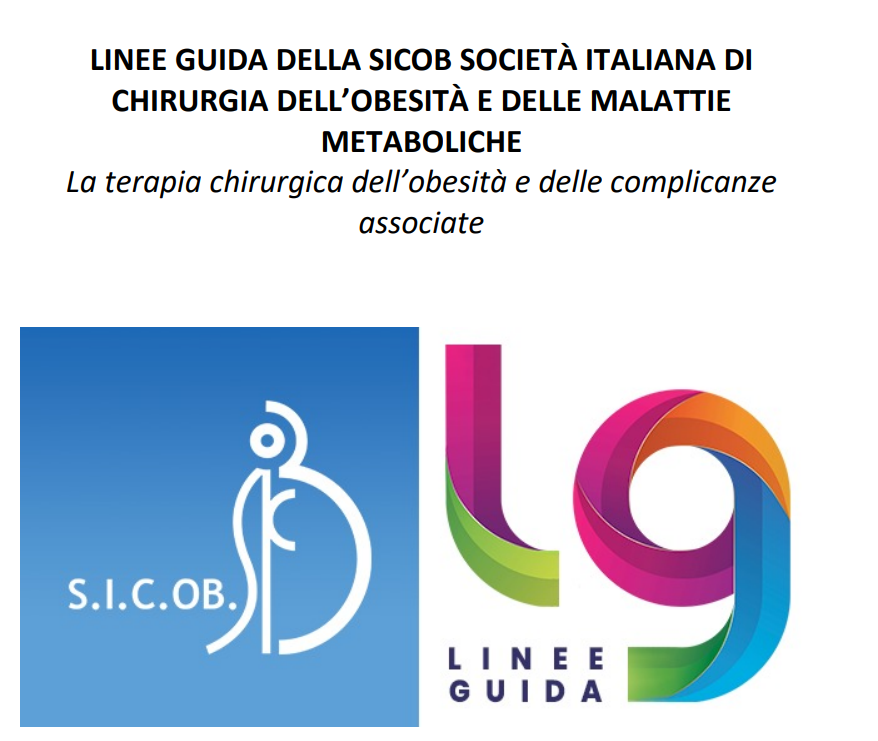 LINEE GUIDA DELLA SICOB SOCIETÀ ITALIANA DI
CHIRURGIA DELL’OBESITÀ E DELLE MALATTIE
METABOLICHE
La terapia chirurgica dell’obesità e delle complicanze
associate
S.I.C.OB.
lg
LINEE
GUIDA